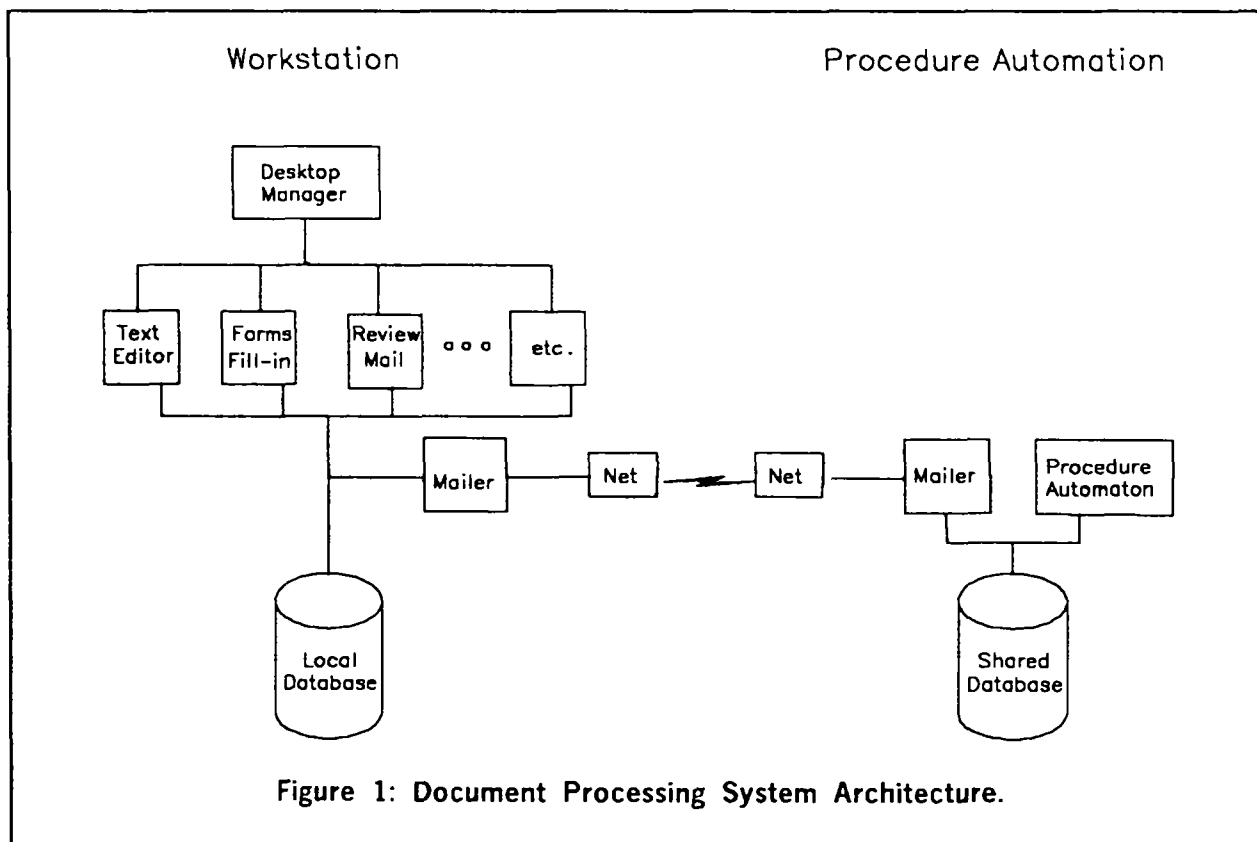 Workstation
Procedure Automation
Desktop
Manager
Text
Editor
Forms
Fill-in
Review
Mail
o o o
etc.
Mailer
Net
Net
Mailer
Procedure
Automaton
Local
Database
Shared
Database
Figure 1: Document Processing System Architecture.